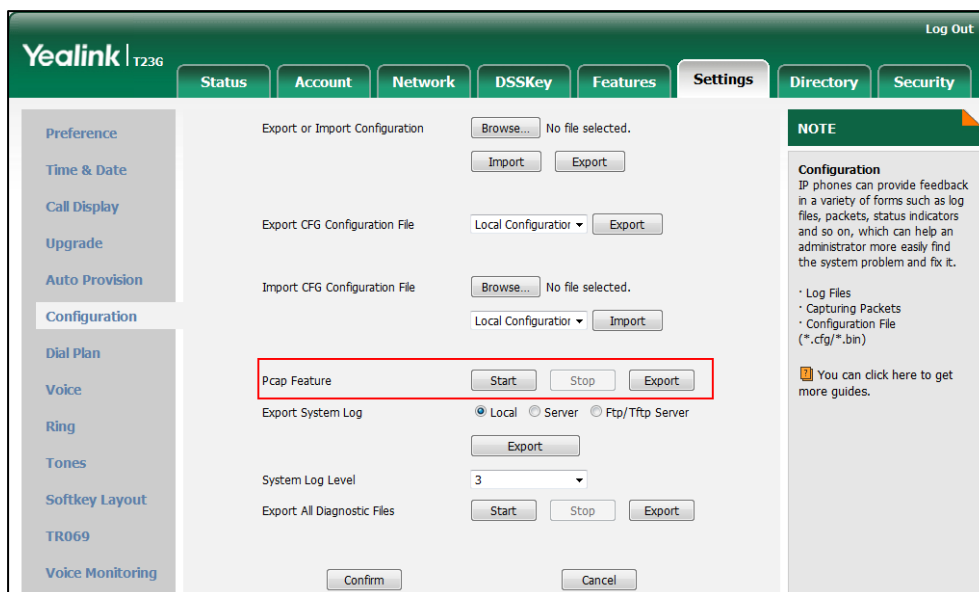 Log Out
Yealink T23G
Status Account Network DSSKey Features Settings Directory Security
Preference
Time & Date
Call Display
Upgrade
Auto Provision
Configuration
Dial Plan
Voice
Ring
Tones
Softkey Layout
TR069
Voice Monitoring
Export or Import Configuration Browse... No file selected.
Import Export
Export CFG Configuration File Local Configuration Export
Import CFG Configuration File Browse... No file selected.
Local Configuration Import
Pcap Feature Start Stop Export
Export System Log Local Server Ftp/Tftp Server
Export
System Log Level 3
Export All Diagnostic Files Start Stop Export
Confirm Cancel
NOTE
Configuration
IP phones can provide feedback
in a variety of forms such as log
files, packets, status indicators
and so on, which can help an
administrator more easily find
the system problem and fix it.
· Log Files
· Capturing Packets
· Configuration File
(*.cfg/*.bin)
You can click here to get
more guides.